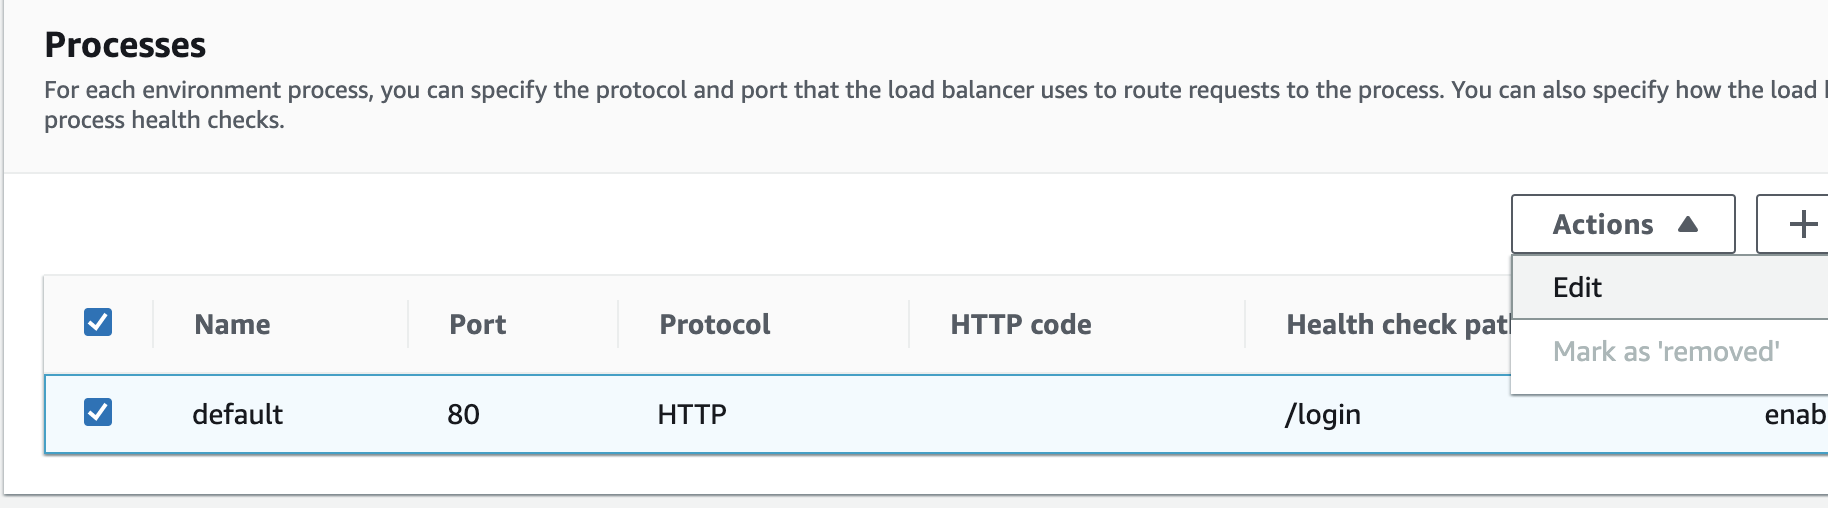 Processes
For each environment process, you can specify the protocol and port that the load balancer uses to route requests to the process. You can also specify how the load
process health checks.
Actions
Edit
Mark as 'removed'
Name Port Protocol HTTP code Health check
default 80 HTTP /login